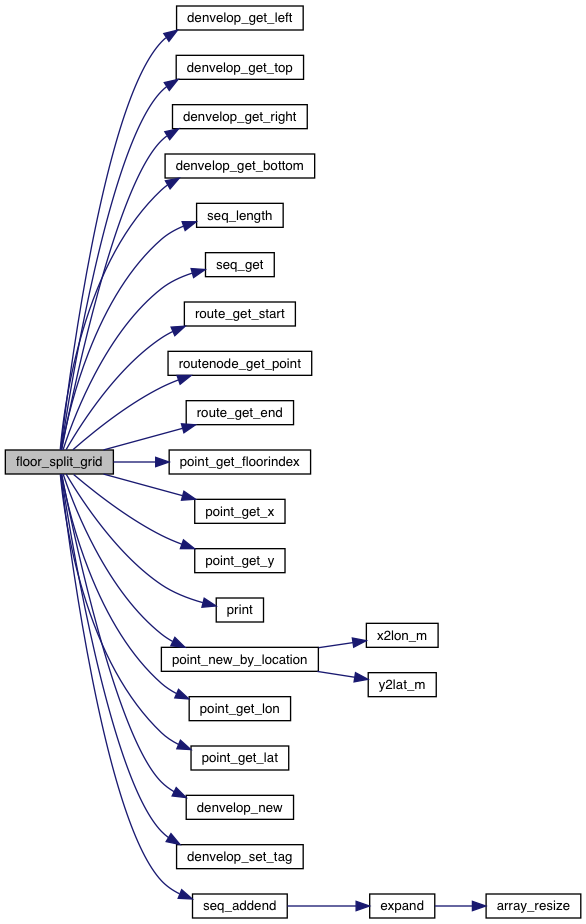 denvelop_get_left
denvelop_get_top
denvelop_get_right
denvelop_get_bottom
seq_length
seq_get
route_get_start
routenode_get_point
route_get_end
floor_split_grid
point_get_floorindex
point_get_x
point_get_y
print
x2lon_m
point_new_by_location
y2lat_m
point_get_lon
point_get_lat
denvelop_new
denvelop_set_tag
seq_addend
expand
array_resize